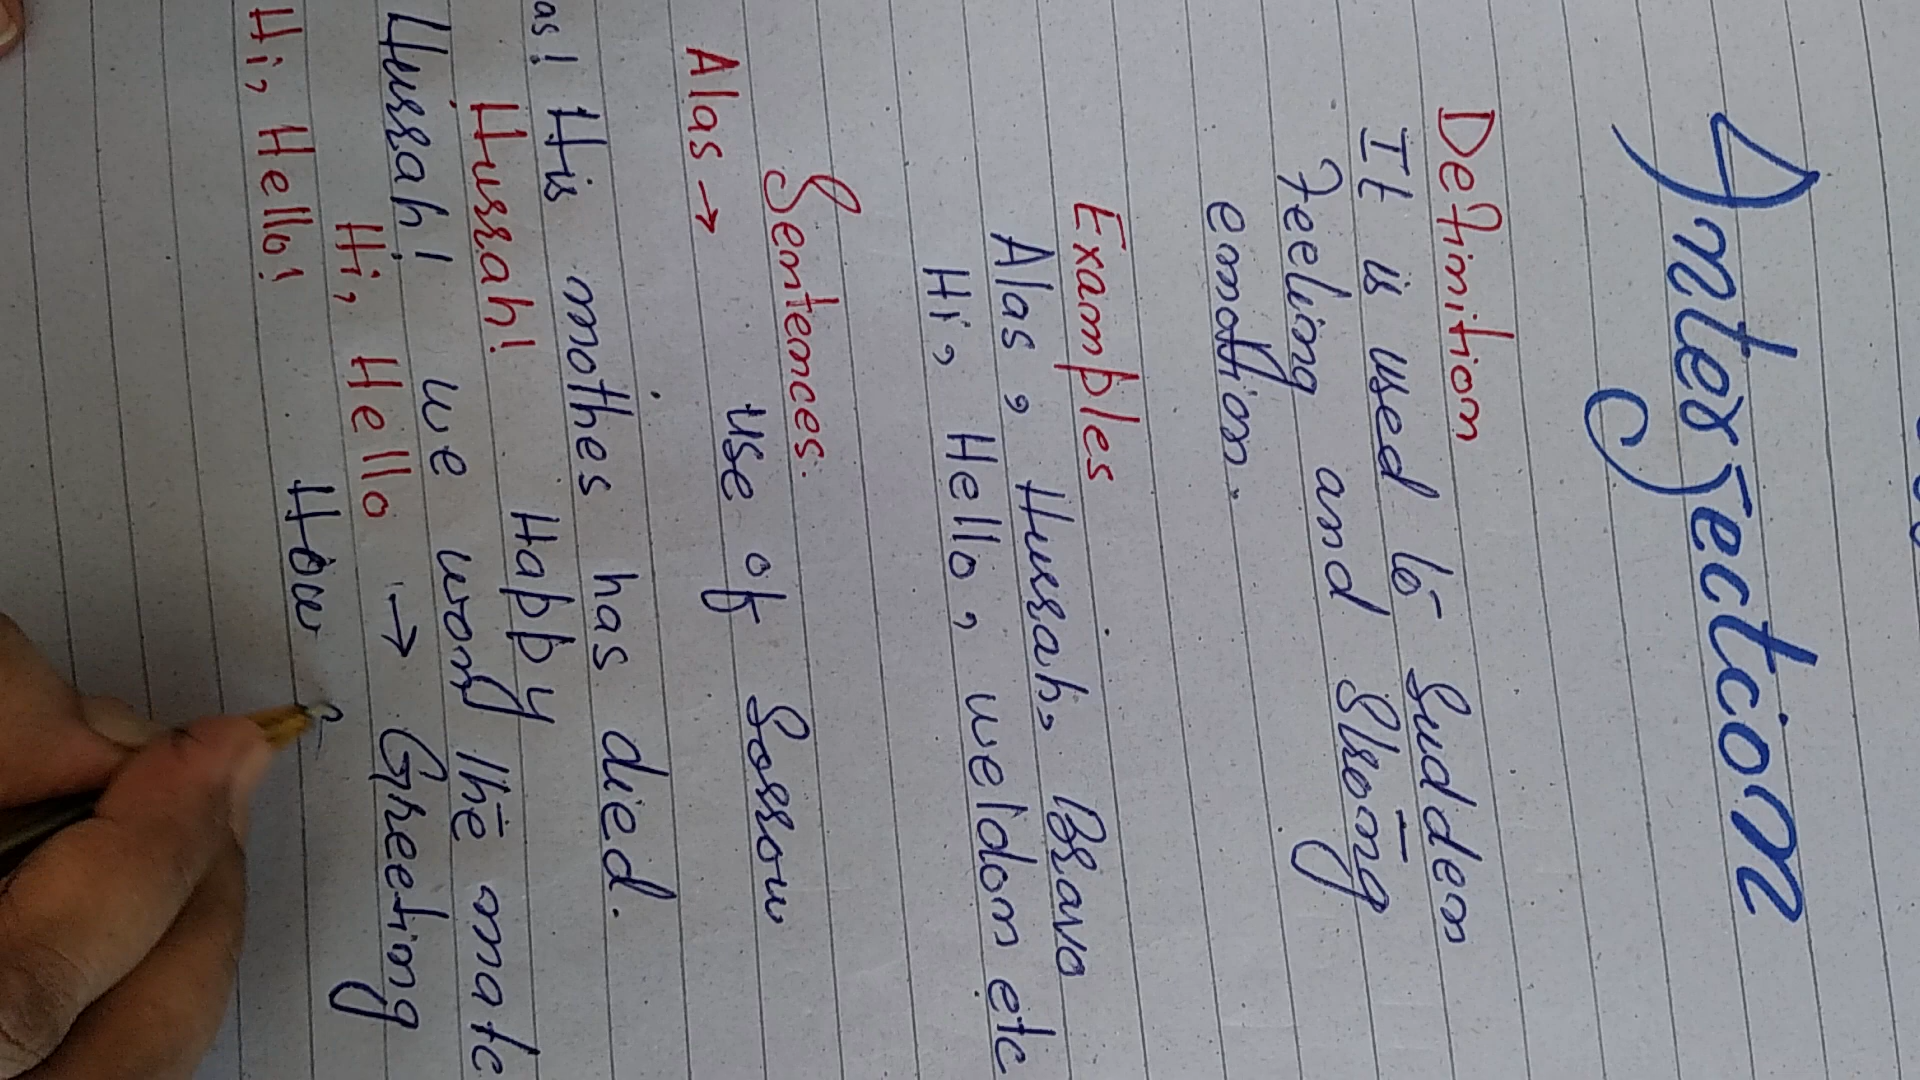 Interjection
Definition
It is used to Sudden
Feeling and Strong
emotion.
Examples
Alas, Hurrah, Bravo
Hi, Hello, weldon etc
Sentences.
Alas → use of Sorrow
as! His mother has died.
Hurrah! Happy
Hurrah! we wong the matc
Hi, Hello → Greeting
Hi, Hello! How